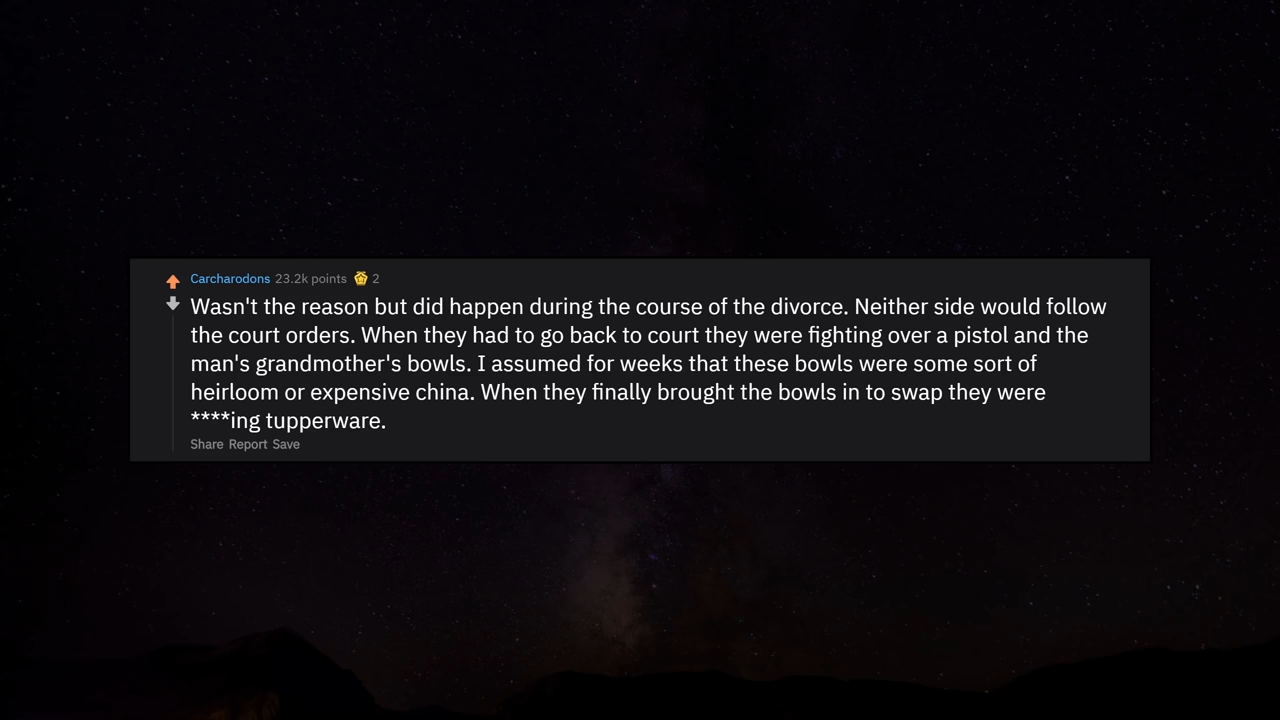 Carcharodons 23.2k points 2
Wasn't the reason but did happen during the course of the divorce. Neither side would follow
the court orders. When they had to go back to court they were fighting over a pistol and the
man's grandmother's bowls. I assumed for weeks that these bowls were some sort of
heirloom or expensive china. When they finally brought the bowls in to swap they were
****ing tupperware.
Share Report Save